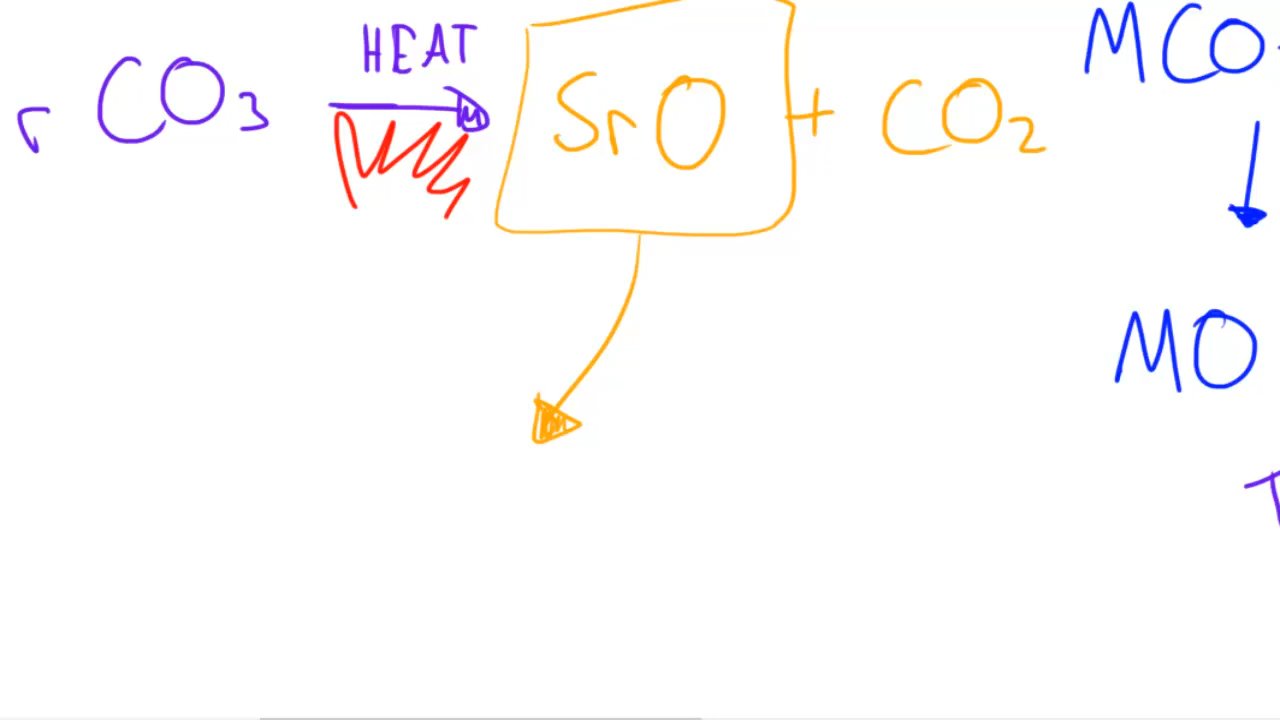 HEAT
r CO3 → SrO + CO2
MCO
↓
MO
T